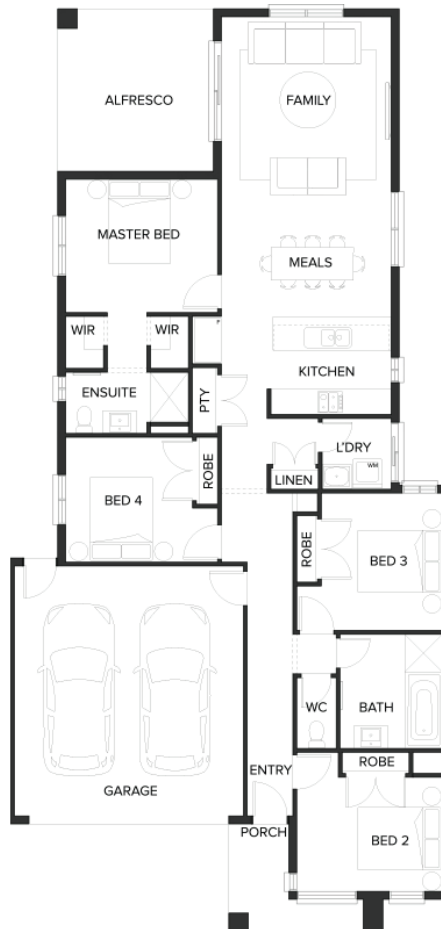 ALFRESCO
FAMILY
MASTER BED
MEALS
WIR
WIR
KITCHEN
ENSUITE
PTY
L'DRY
WM
LINEN
ROBE
BED 4
ROBE
BED 3
WC
BATH
ENTRY
ROBE
GARAGE
PORCH
BED 2